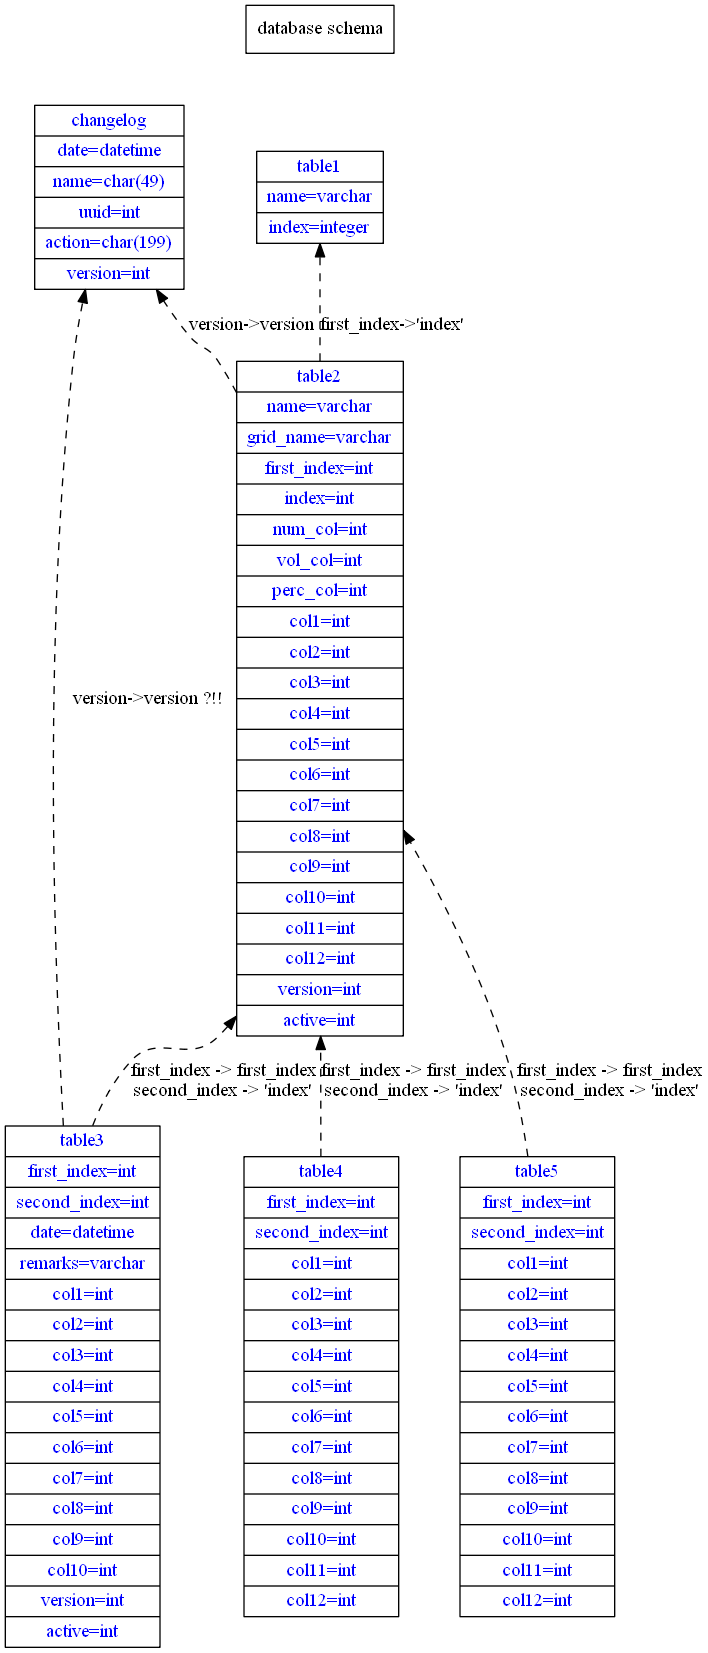 database schema
changelog
date=datetime
name=char(49)
uuid=int
action=char(199)
version=int
table1
name=varchar
index=integer
version->version
first_index->'index'
table2
name=varchar
grid_name=varchar
first_index=int
index=int
num_col=int
vol_col=int
perc_col=int
col1=int
col2=int
col3=int
col4=int
col5=int
col6=int
col7=int
col8=int
col9=int
col10=int
col11=int
col12=int
version=int
active=int
version->version ?!!
first_index -> first_index
second_index -> 'index'
first_index -> first_index
second_index -> 'index'
first_index -> first_index
second_index -> 'index'
table3
first_index=int
second_index=int
date=datetime
remarks=varchar
col1=int
col2=int
col3=int
col4=int
col5=int
col6=int
col7=int
col8=int
col9=int
col10=int
version=int
active=int
table4
first_index=int
second_index=int
col1=int
col2=int
col3=int
col4=int
col5=int
col6=int
col7=int
col8=int
col9=int
col10=int
col11=int
col12=int
table5
first_index=int
second_index=int
col1=int
col2=int
col3=int
col4=int
col5=int
col6=int
col7=int
col8=int
col9=int
col10=int
col11=int
col12=int